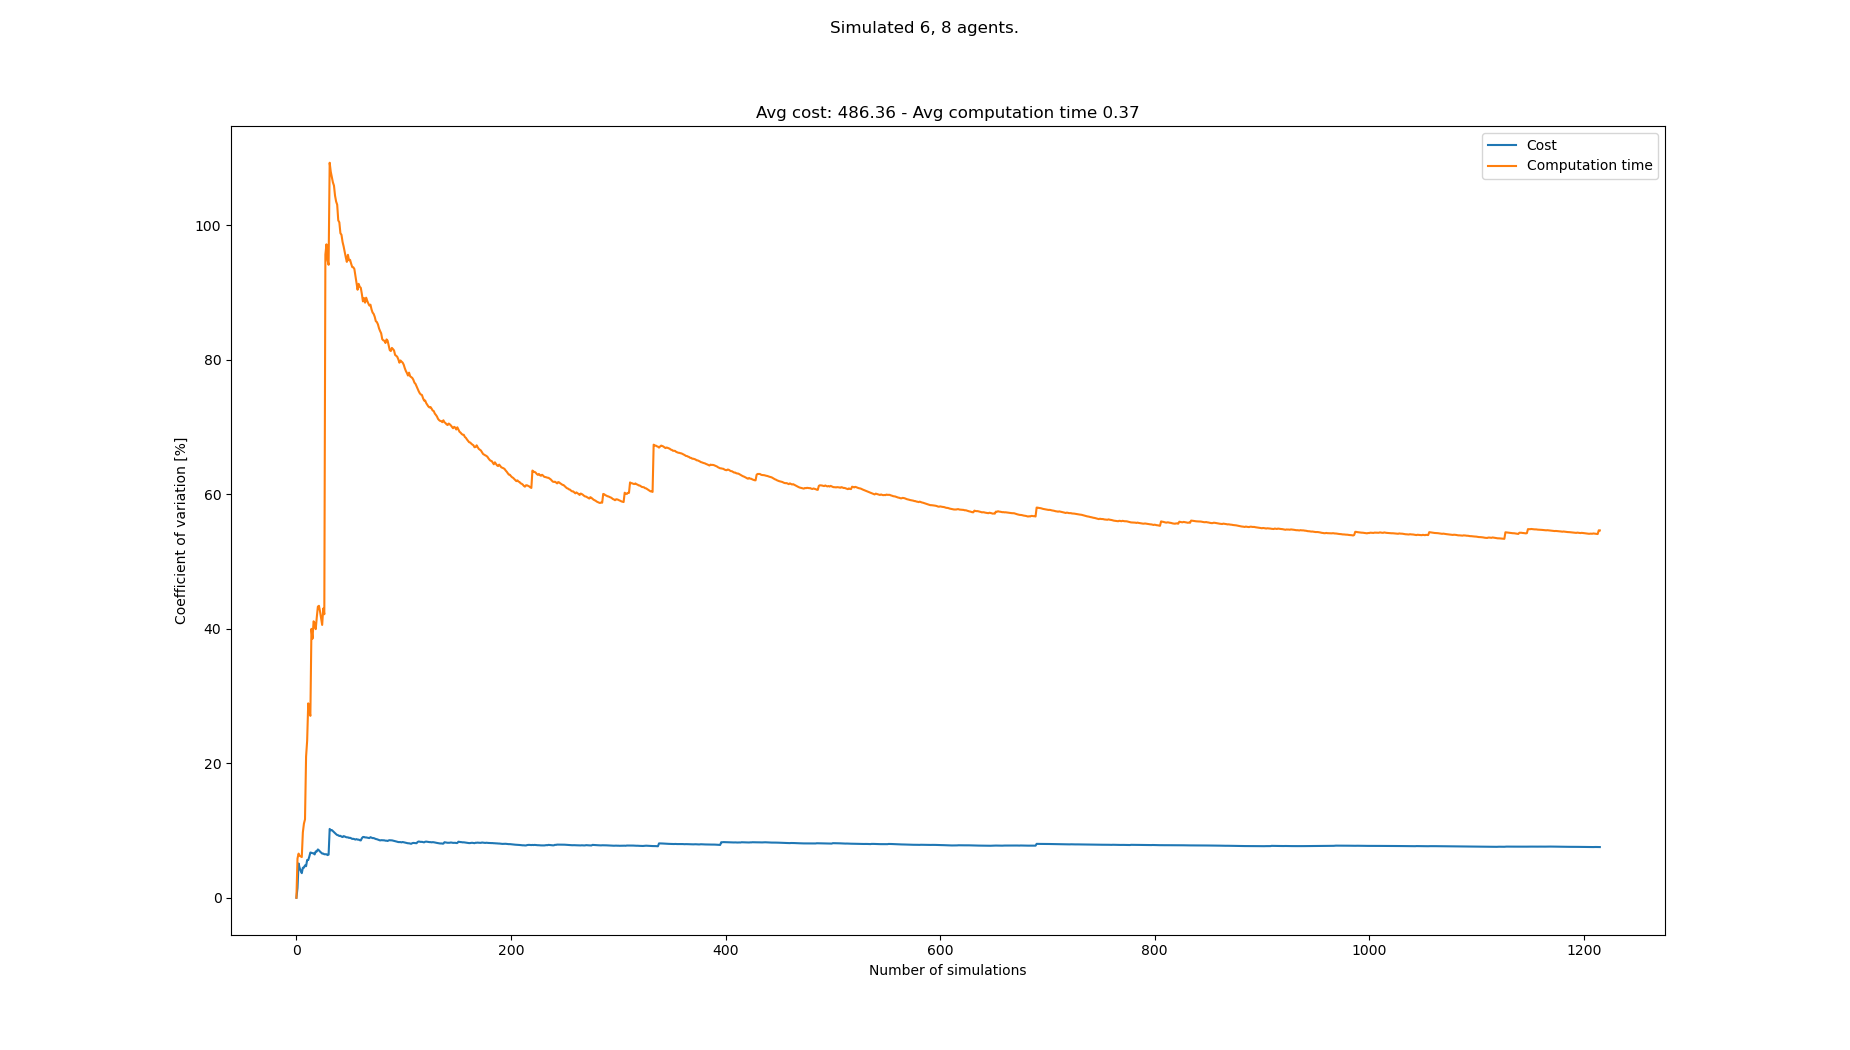 Simulated 6, 8 agents.
Avg cost: 486.36 - Avg computation time 0.37
Cost
Computation time
Coefficient of variation [%]
100
80
60
40
20
0
0 200 400 600 800 1000 1200
Number of simulations